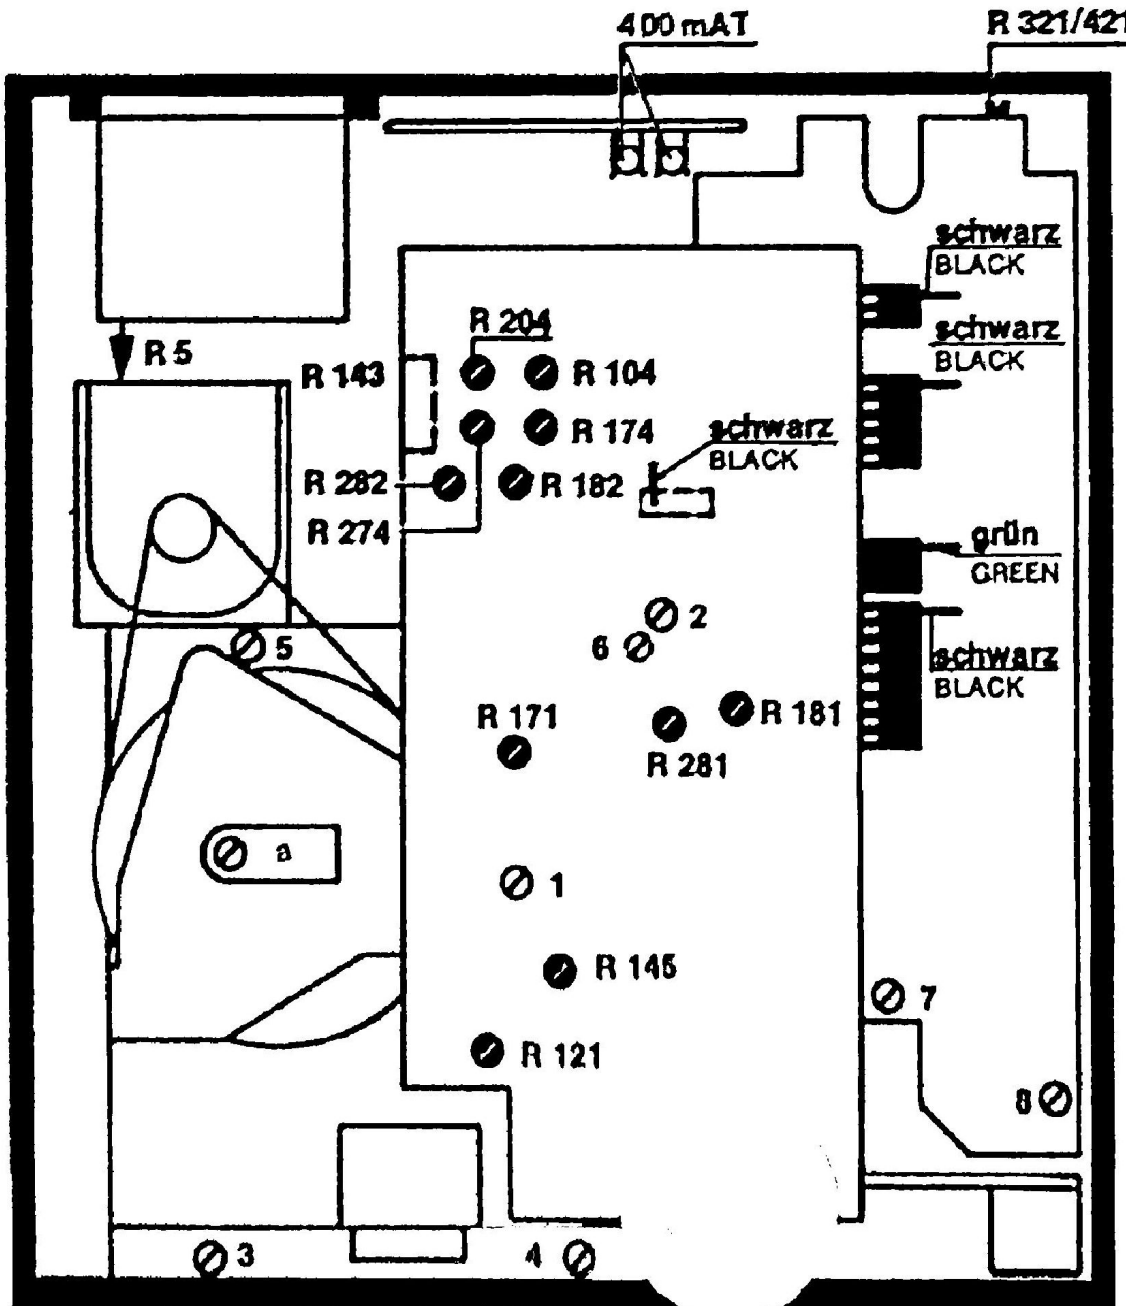 400 mAT
R 321/421
schwarz
BLACK
schwarz
BLACK
R 204
R 5
R 143
R 104
R 174
schwarz
BLACK
R 282
R 182
R 274
grün
GREEN
2
6
5
schwarz
BLACK
R 171
R 181
R 281
a
1
R 145
7
R 121
8
3
4